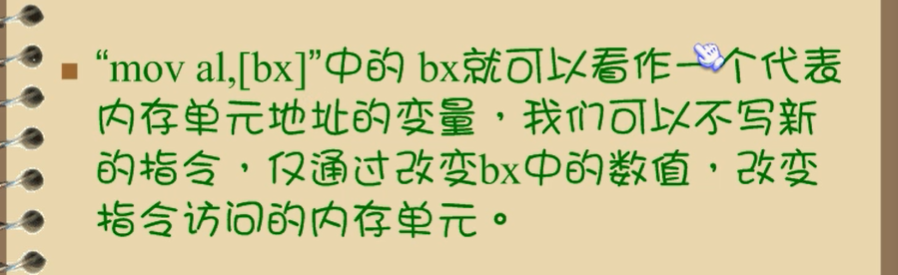 “mov al,[bx]”中的 bx就可以看作一个代表
内存单元地址的变量，我们可以不写新
的指令，仅通过改变bx中的数值，改变
指令访问的内存单元。